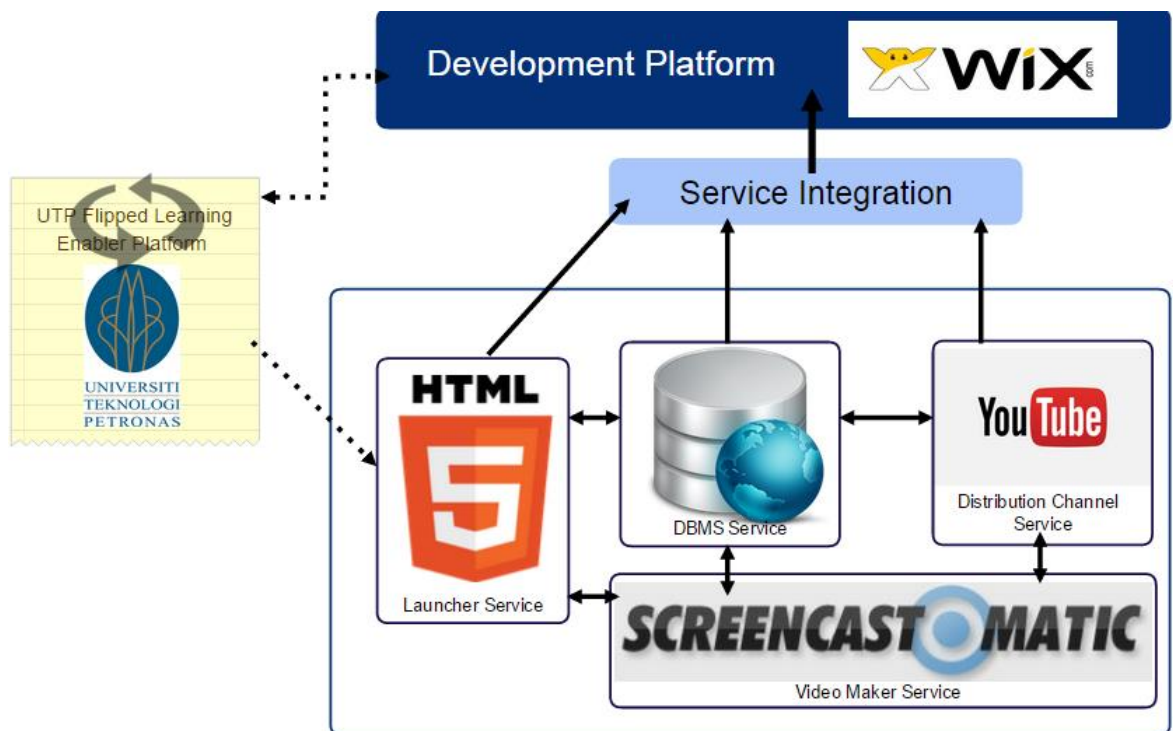 Development Platform
WiX
.com
Service Integration
UTP Flipped Learning
Enabler Platform
UNIVERSITI
TEKNOLOGI
PETRONAS
HTML
5
Launcher Service
DBMS Service
YouTube
Distribution Channel
Service
SCREENCAST O MATIC
Video Maker Service